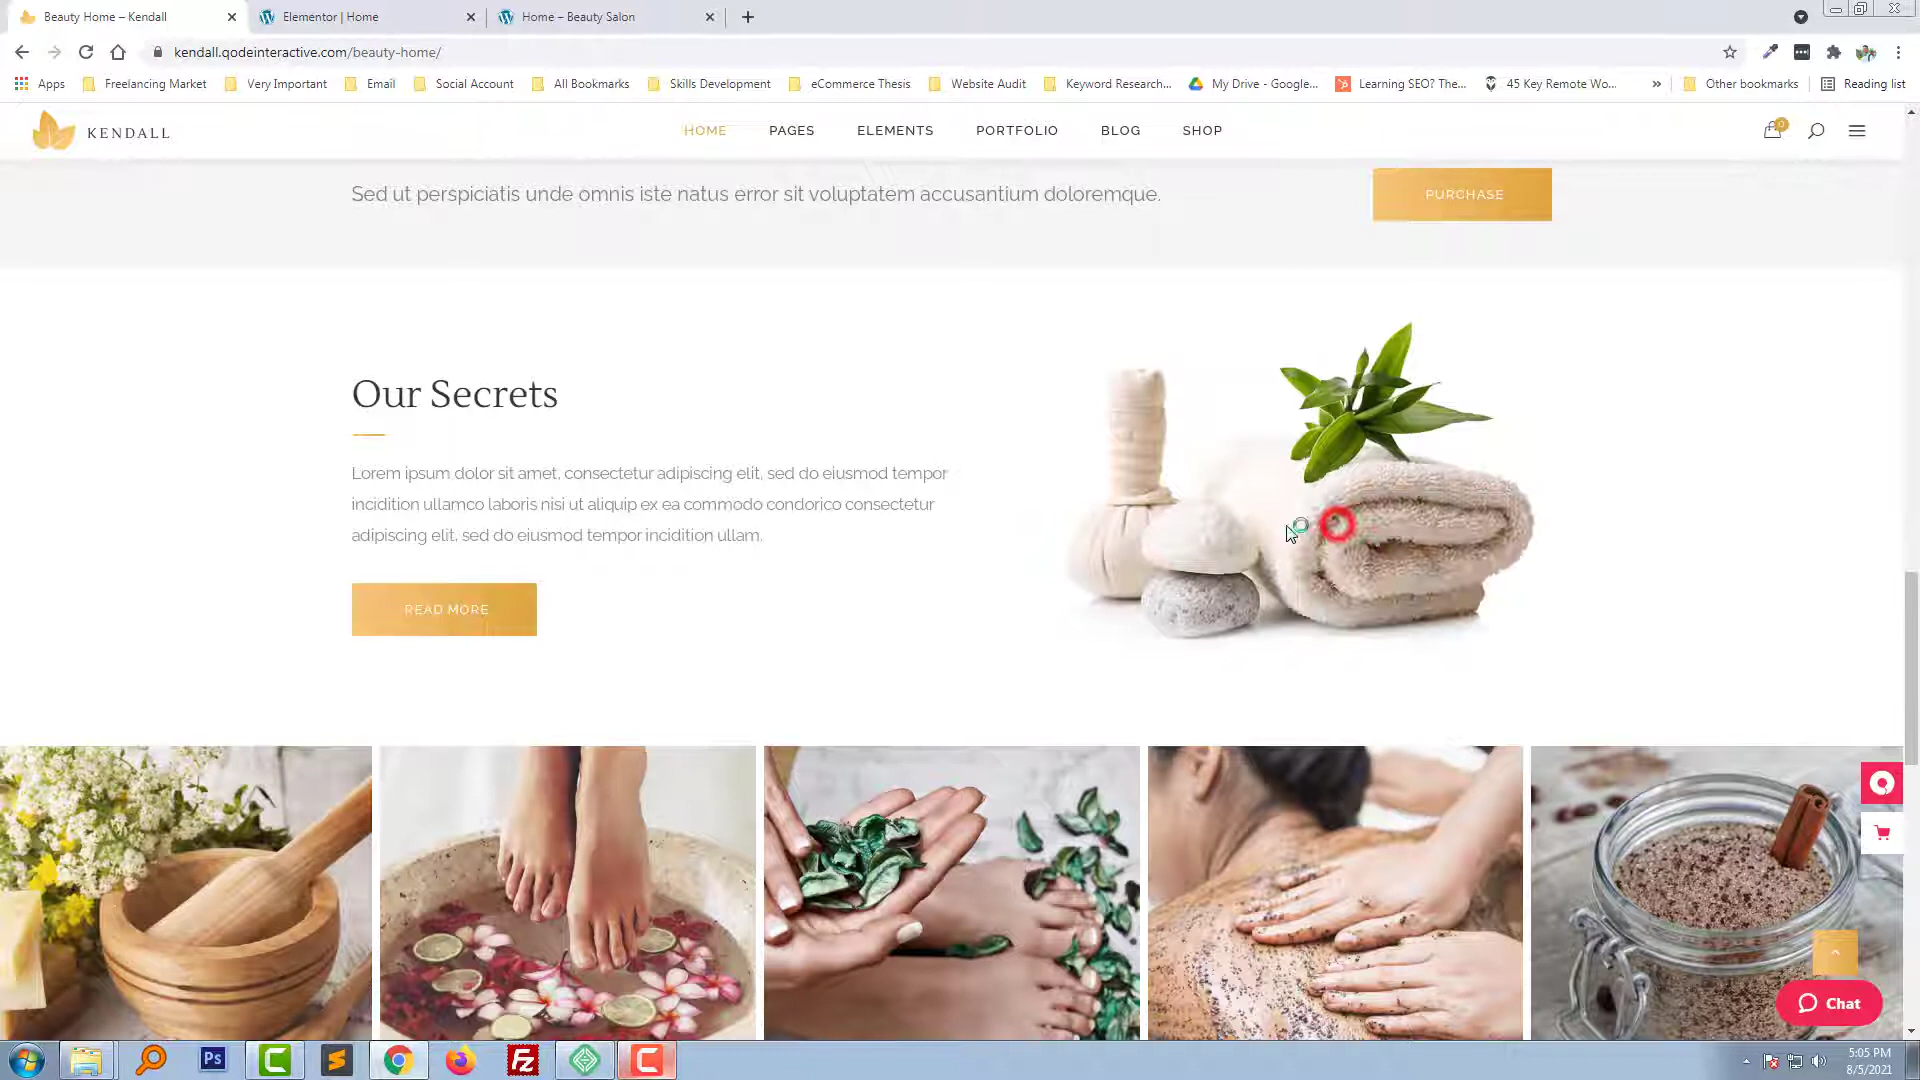 Beauty Home – Kendall
Elementor | Home
Home – Beauty Salon
kendall.qodeinteractive.com/beauty-home/
Apps
Freelancing Market
Very Important
Email
Social Account
All Bookmarks
Skills Development
eCommerce Thesis
Website Audit
Keyword Research...
My Drive - Google...
Learning SEO? The...
45 Key Remote Wo...
»
Other bookmarks
Reading list
KENDALL
HOME
PAGES
ELEMENTS
PORTFOLIO
BLOG
SHOP
0
Sed ut perspiciatis unde omnis iste natus error sit voluptatem accusantium doloremque.
PURCHASE
Our Secrets
Lorem ipsum dolor sit amet, consectetur adipiscing elit, sed do eiusmod tempor
incidition ullamco laboris nisi ut aliquip ex ea commodo condorico consectetur
adipiscing elit, sed do eiusmod tempor incidition ullam.
READ MORE
Chat
Ps
Fz
5:05 PM
8/5/2021